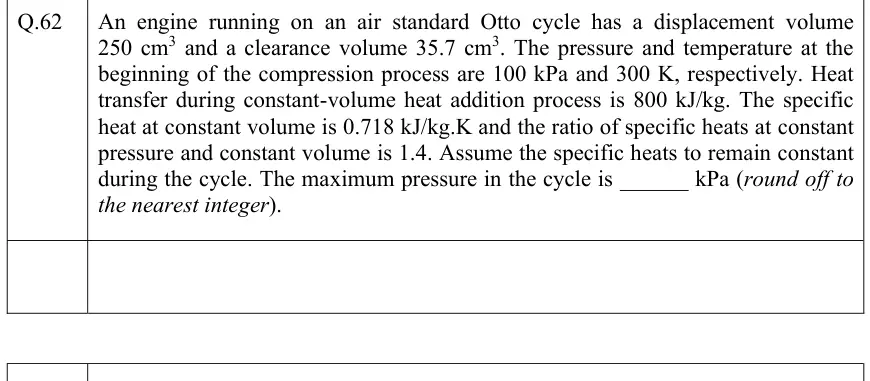 Q.62 An engine running on an air standard Otto cycle has a displacement volume
250 cm³ and a clearance volume 35.7 cm³. The pressure and temperature at the
beginning of the compression process are 100 kPa and 300 K, respectively. Heat
transfer during constant-volume heat addition process is 800 kJ/kg. The specific
heat at constant volume is 0.718 kJ/kg.K and the ratio of specific heats at constant
pressure and constant volume is 1.4. Assume the specific heats to remain constant
during the cycle. The maximum pressure in the cycle is ______ kPa (round off to
the nearest integer).